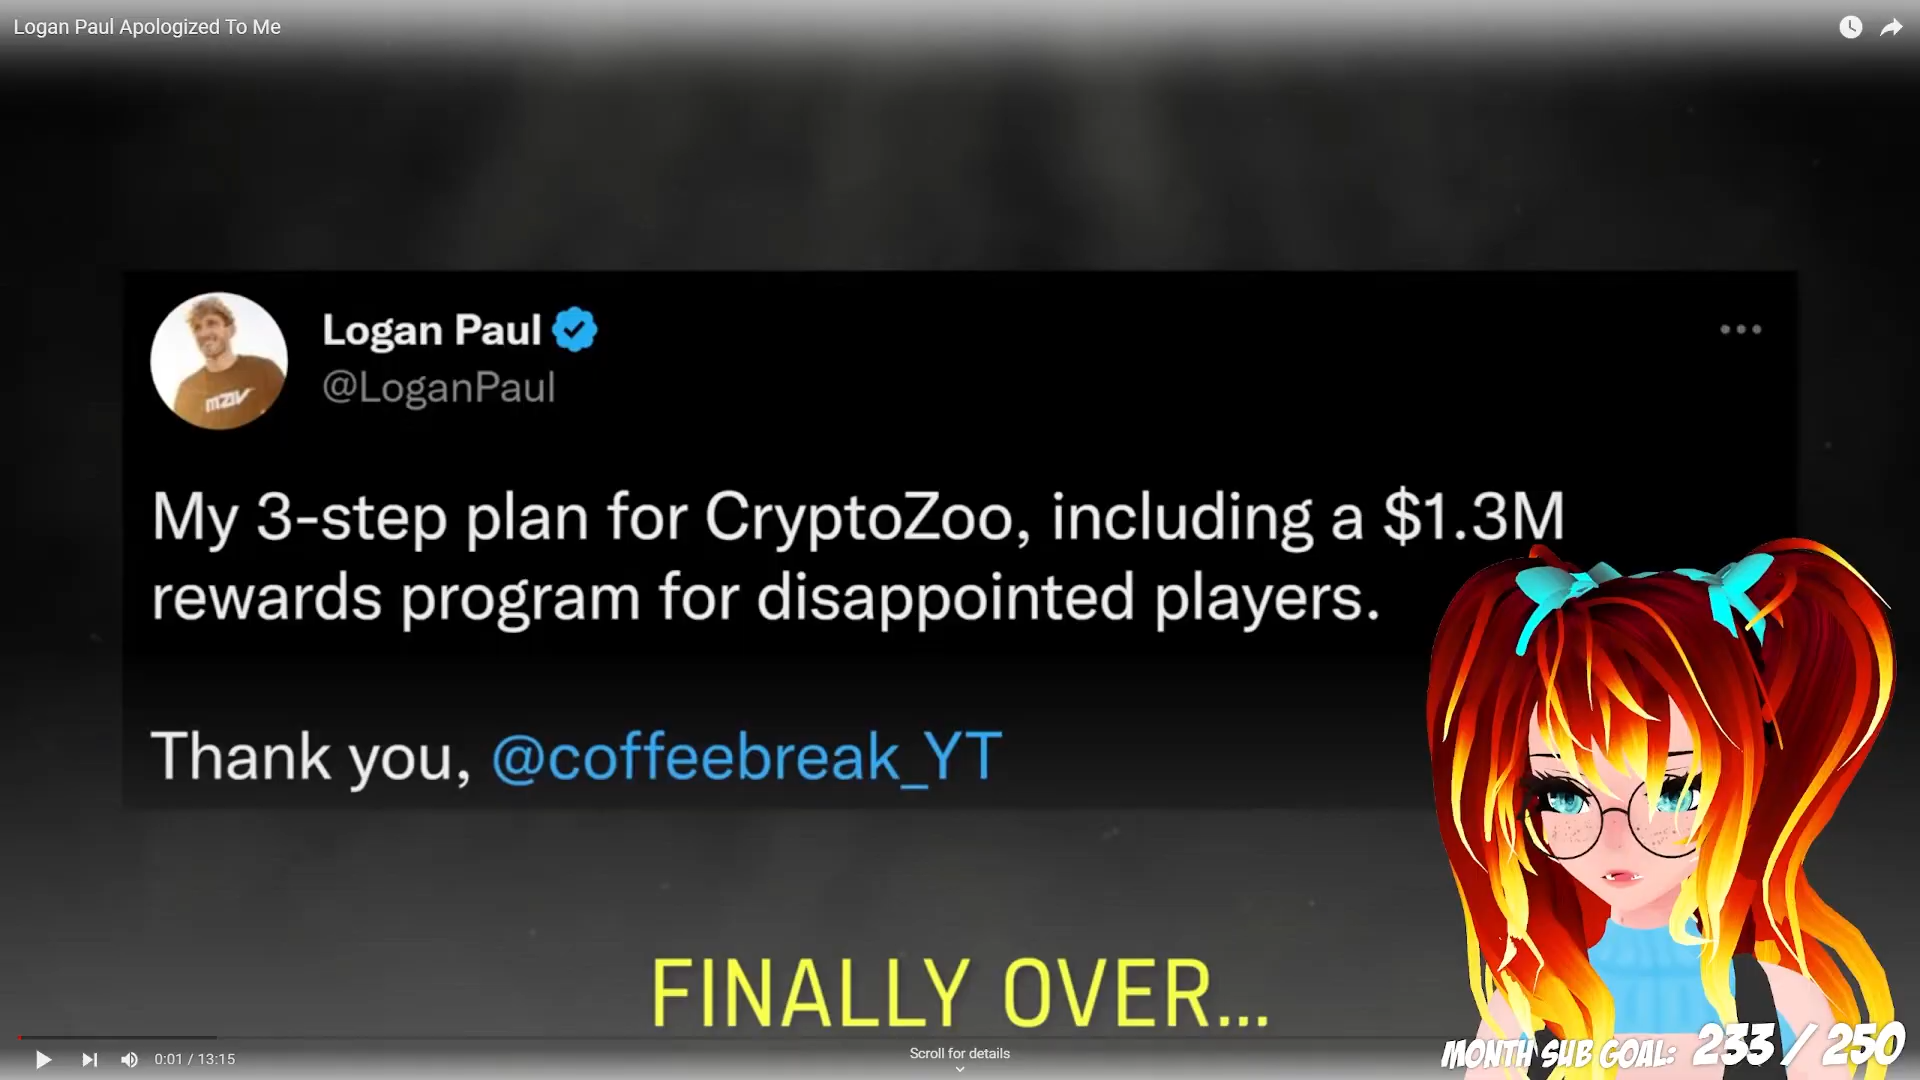 Logan Paul Apologized To Me
Logan Paul
@LoganPaul
My 3-step plan for CryptoZoo, including a $1.3M
rewards program for disappointed players.
Thank you, @coffeebreak_YT
FINALLY OVER...
0:01 / 13:15
Scroll for details
MONTH SUB GOAL: 233 / 250